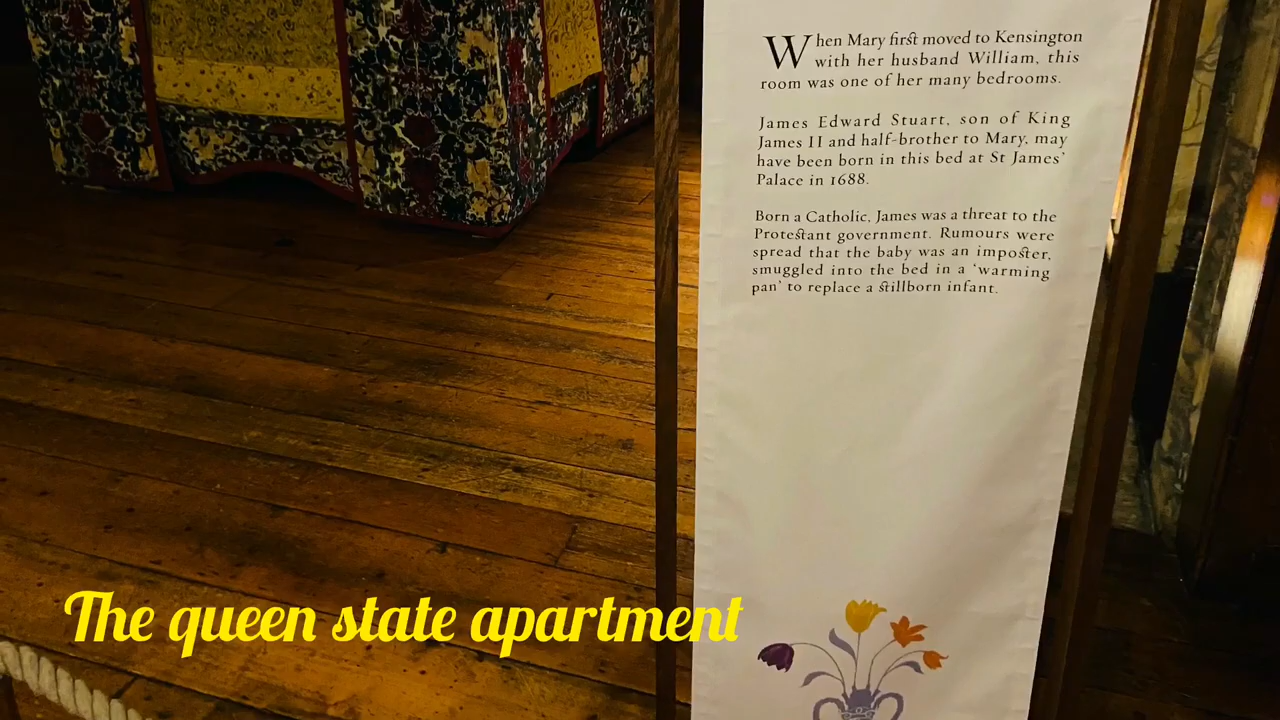 When Mary first moved to Kensington
with her husband William, this
room was one of her many bedrooms.
James Edward Stuart, son of King
James II and half-brother to Mary, may
have been born in this bed at St James'
Palace in 1688.
Born a Catholic, James was a threat to the
Protestant government. Rumours were
spread that the baby was an imposter,
smuggled into the bed in a 'warming
pan' to replace a stillborn infant.
The queen state apartment